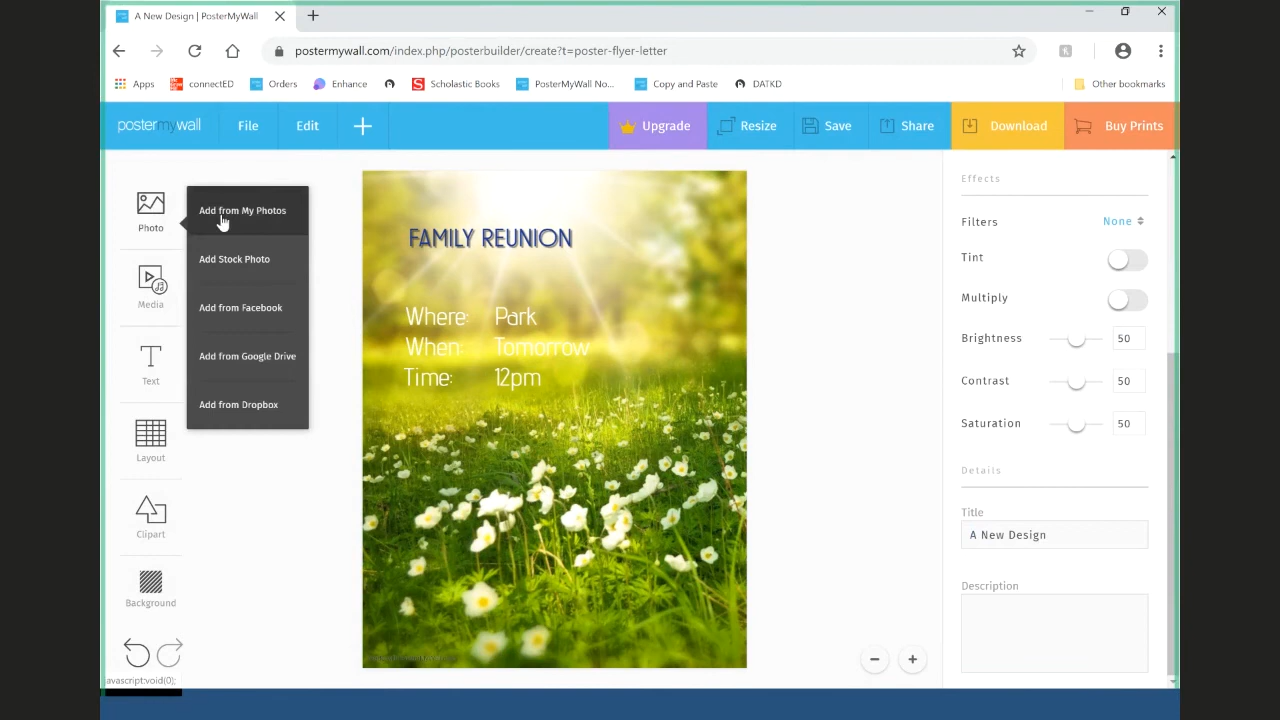 A New Design | PosterMyWall
postermywall.com/index.php/posterbuilder/create?t=poster-flyer-letter
Apps connectED Orders Enhance Scholastic Books PosterMyWall No... Copy and Paste DATKD Other bookmarks
postermywall File Edit Upgrade Resize Save Share Download Buy Prints
Photo
Media
Text
Layout
Clipart
Background
avascript:void(0);
Add from My Photos
Add Stock Photo
Add from Facebook
Add from Google Drive
Add from Dropbox
FAMILY REUNION
Where: Park
When: Tomorrow
Time: 12pm
Effects
Filters None
Tint
Multiply
Brightness 50
Contrast 50
Saturation 50
Details
Title
A New Design
Description